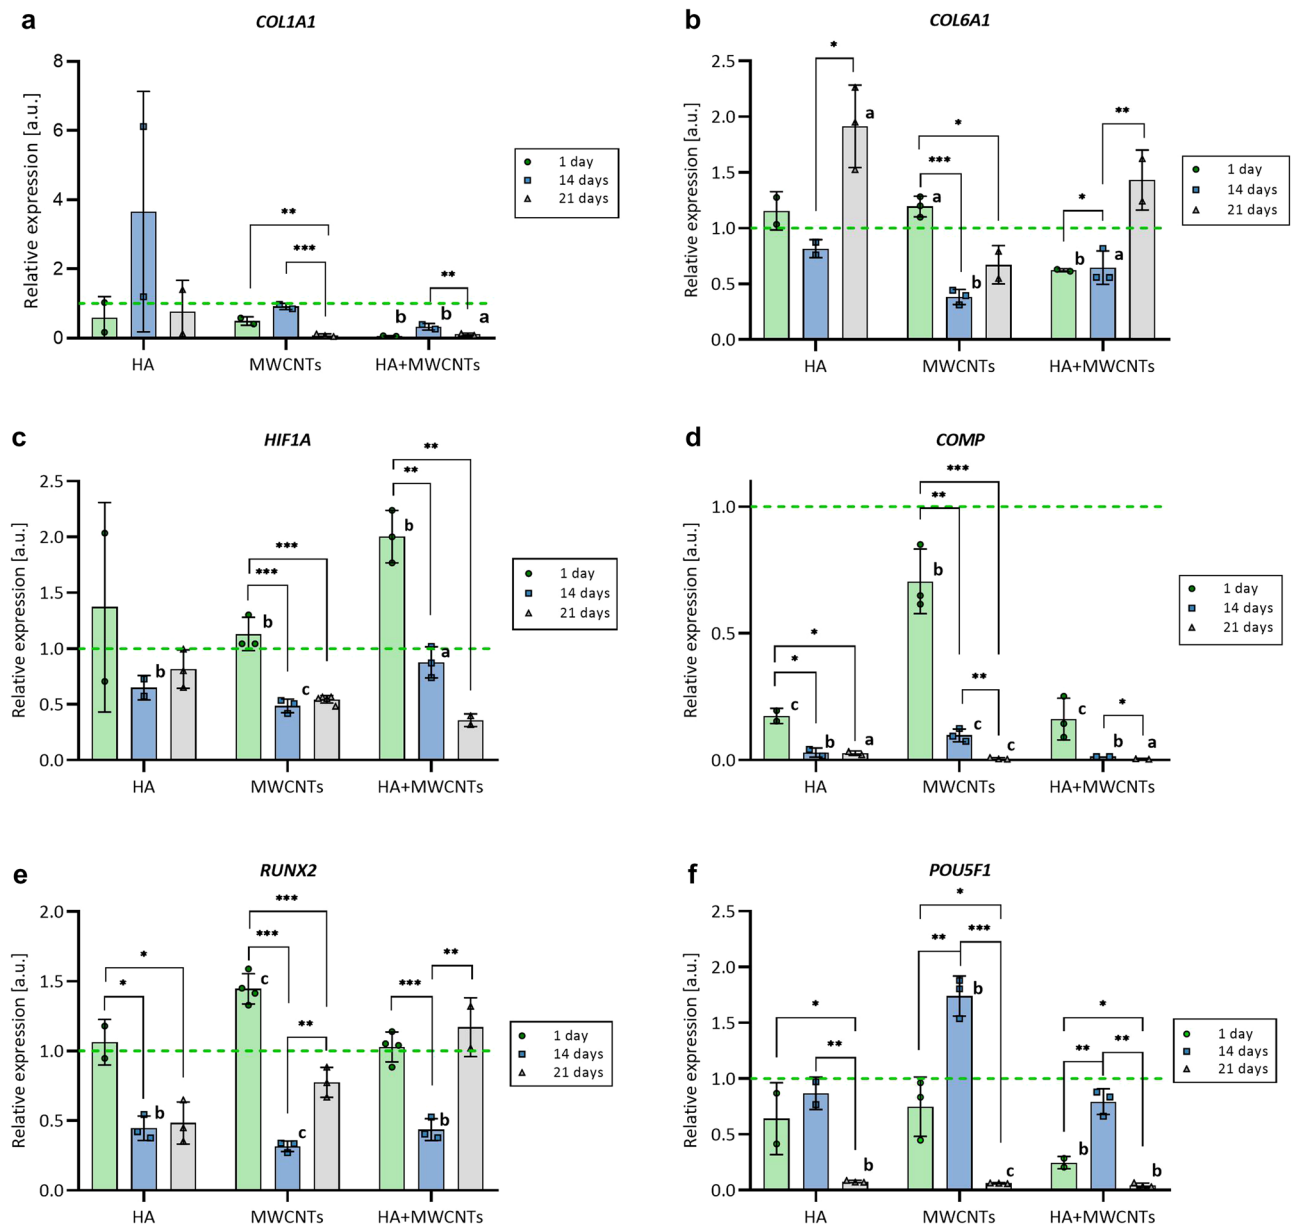 a
COL1A1
Relative expression [a.u.]
8
6
4
2
0
**
***
**
b
b
a
HA
MWCNTs
HA+MWCNTs
1 day
14 days
21 days
b
COL6A1
Relative expression [a.u.]
2.5
2.0
1.5
1.0
0.5
0.0
*
a
*
***
a
b
**
*
b
a
HA
MWCNTs
HA+MWCNTs
1 day
14 days
21 days
c
HIF1A
Relative expression [a.u.]
2.5
2.0
1.5
1.0
0.5
0.0
b
***
***
b
c
**
**
b
a
HA
MWCNTs
HA+MWCNTs
1 day
14 days
21 days
d
COMP
Relative expression [a.u.]
1.0
0.5
0.0
*
*
c
b
a
***
**
b
**
c
c
c
*
b
a
HA
MWCNTs
HA+MWCNTs
1 day
14 days
21 days
e
RUNX2
Relative expression [a.u.]
2.0
1.5
1.0
0.5
0.0
*
*
b
***
***
c
**
c
**
***
b
HA
MWCNTs
HA+MWCNTs
1 day
14 days
21 days
f
POU5F1
Relative expression [a.u.]
2.5
2.0
1.5
1.0
0.5
0.0
*
**
b
*
***
**
b
c
*
**
**
b
b
HA
MWCNTs
HA+MWCNTs
1 day
14 days
21 days